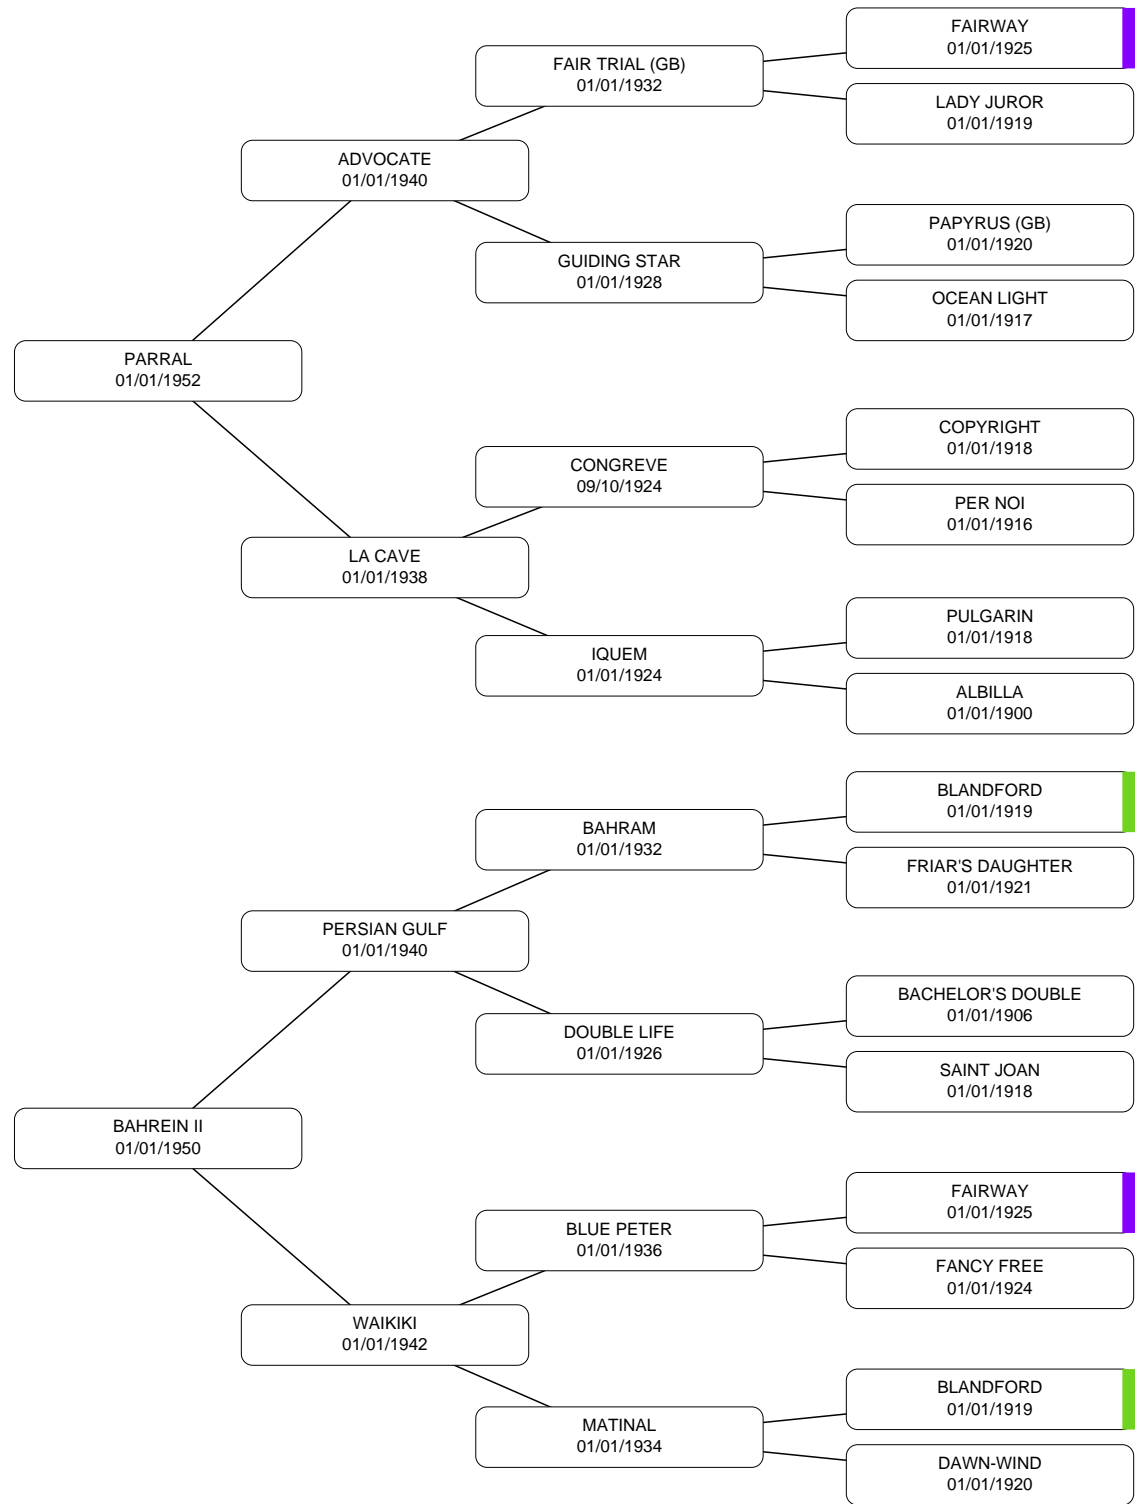 FAIRWAY
01/01/1925
FAIR TRIAL (GB)
01/01/1932
LADY JUROR
01/01/1919
ADVOCATE
01/01/1940
PAPYRUS (GB)
01/01/1920
GUIDING STAR
01/01/1928
OCEAN LIGHT
01/01/1917
PARRAL
01/01/1952
COPYRIGHT
01/01/1918
CONGREVE
09/10/1924
PER NOI
01/01/1916
LA CAVE
01/01/1938
PULGARIN
01/01/1918
IQUEM
01/01/1924
ALBILLA
01/01/1900
BLANDFORD
01/01/1919
BAHRAM
01/01/1932
FRIAR'S DAUGHTER
01/01/1921
PERSIAN GULF
01/01/1940
BACHELOR'S DOUBLE
01/01/1906
DOUBLE LIFE
01/01/1926
SAINT JOAN
01/01/1918
BAHREIN II
01/01/1950
FAIRWAY
01/01/1925
BLUE PETER
01/01/1936
FANCY FREE
01/01/1924
WAIKIKI
01/01/1942
BLANDFORD
01/01/1919
MATINAL
01/01/1934
DAWN-WIND
01/01/1920